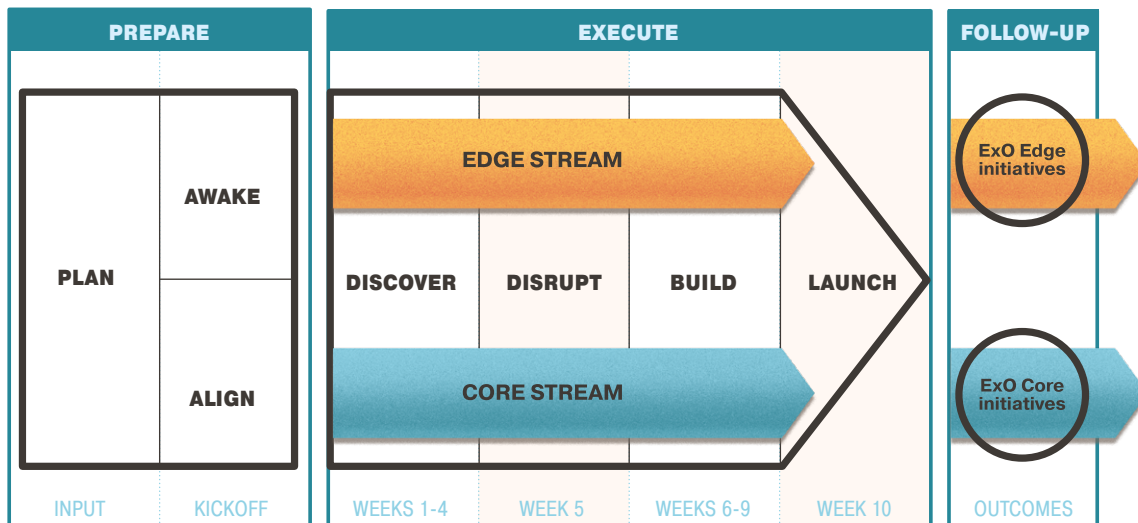 PREPARE
EXECUTE
FOLLOW-UP
EDGE STREAM
ExO Edge
initiatives
AWAKE
PLAN
DISCOVER
DISRUPT
BUILD
LAUNCH
ALIGN
CORE STREAM
ExO Core
initiatives
INPUT
KICKOFF
WEEKS 1-4
WEEK 5
WEEKS 6-9
WEEK 10
OUTCOMES